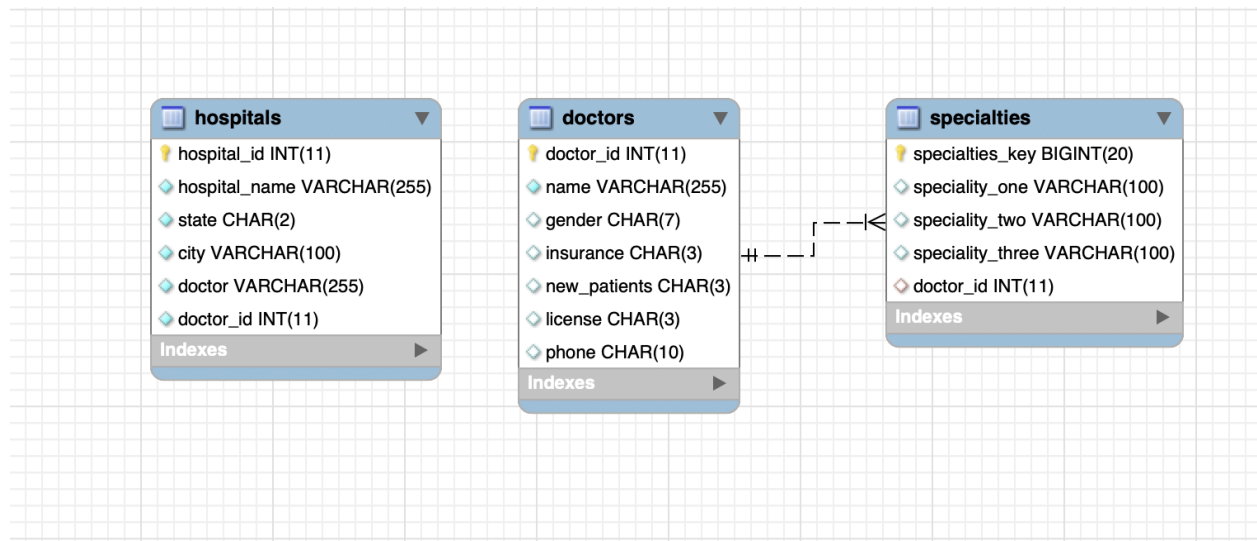 hospitals
hospital_id INT(11)
hospital_name VARCHAR(255)
state CHAR(2)
city VARCHAR(100)
doctor VARCHAR(255)
doctor_id INT(11)
Indexes
doctors
doctor_id INT(11)
name VARCHAR(255)
gender CHAR(7)
insurance CHAR(3)
new_patients CHAR(3)
license CHAR(3)
phone CHAR(10)
Indexes
specialties
specialties_key BIGINT(20)
speciality_one VARCHAR(100)
speciality_two VARCHAR(100)
speciality_three VARCHAR(100)
doctor_id INT(11)
Indexes